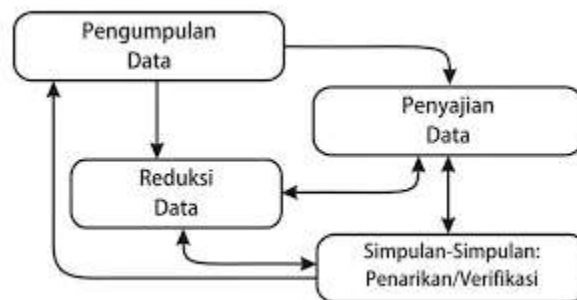 Pengumpulan
Data
Penyajian
Data
Reduksi
Data
Simpulan-Simpulan:
Penarikan/Verifikasi